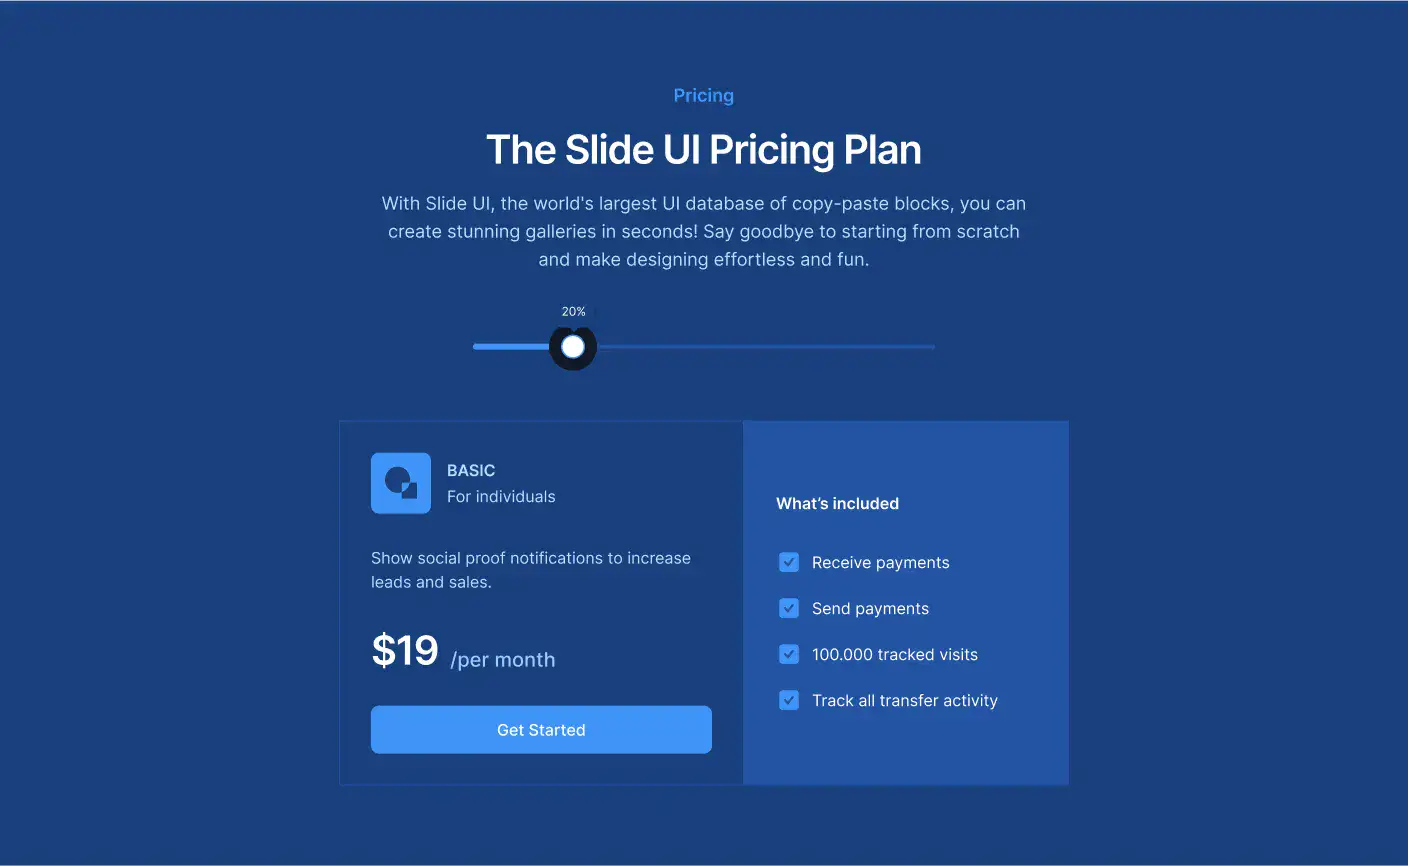 Pricing
The Slide UI Pricing Plan
With Slide UI, the world's largest UI database of copy-paste blocks, you can
create stunning galleries in seconds! Say goodbye to starting from scratch
and make designing effortless and fun.
20%
BASIC
For individuals
Show social proof notifications to increase
leads and sales.
$19 /per month
Get Started
What’s included
Receive payments
Send payments
100.000 tracked visits
Track all transfer activity